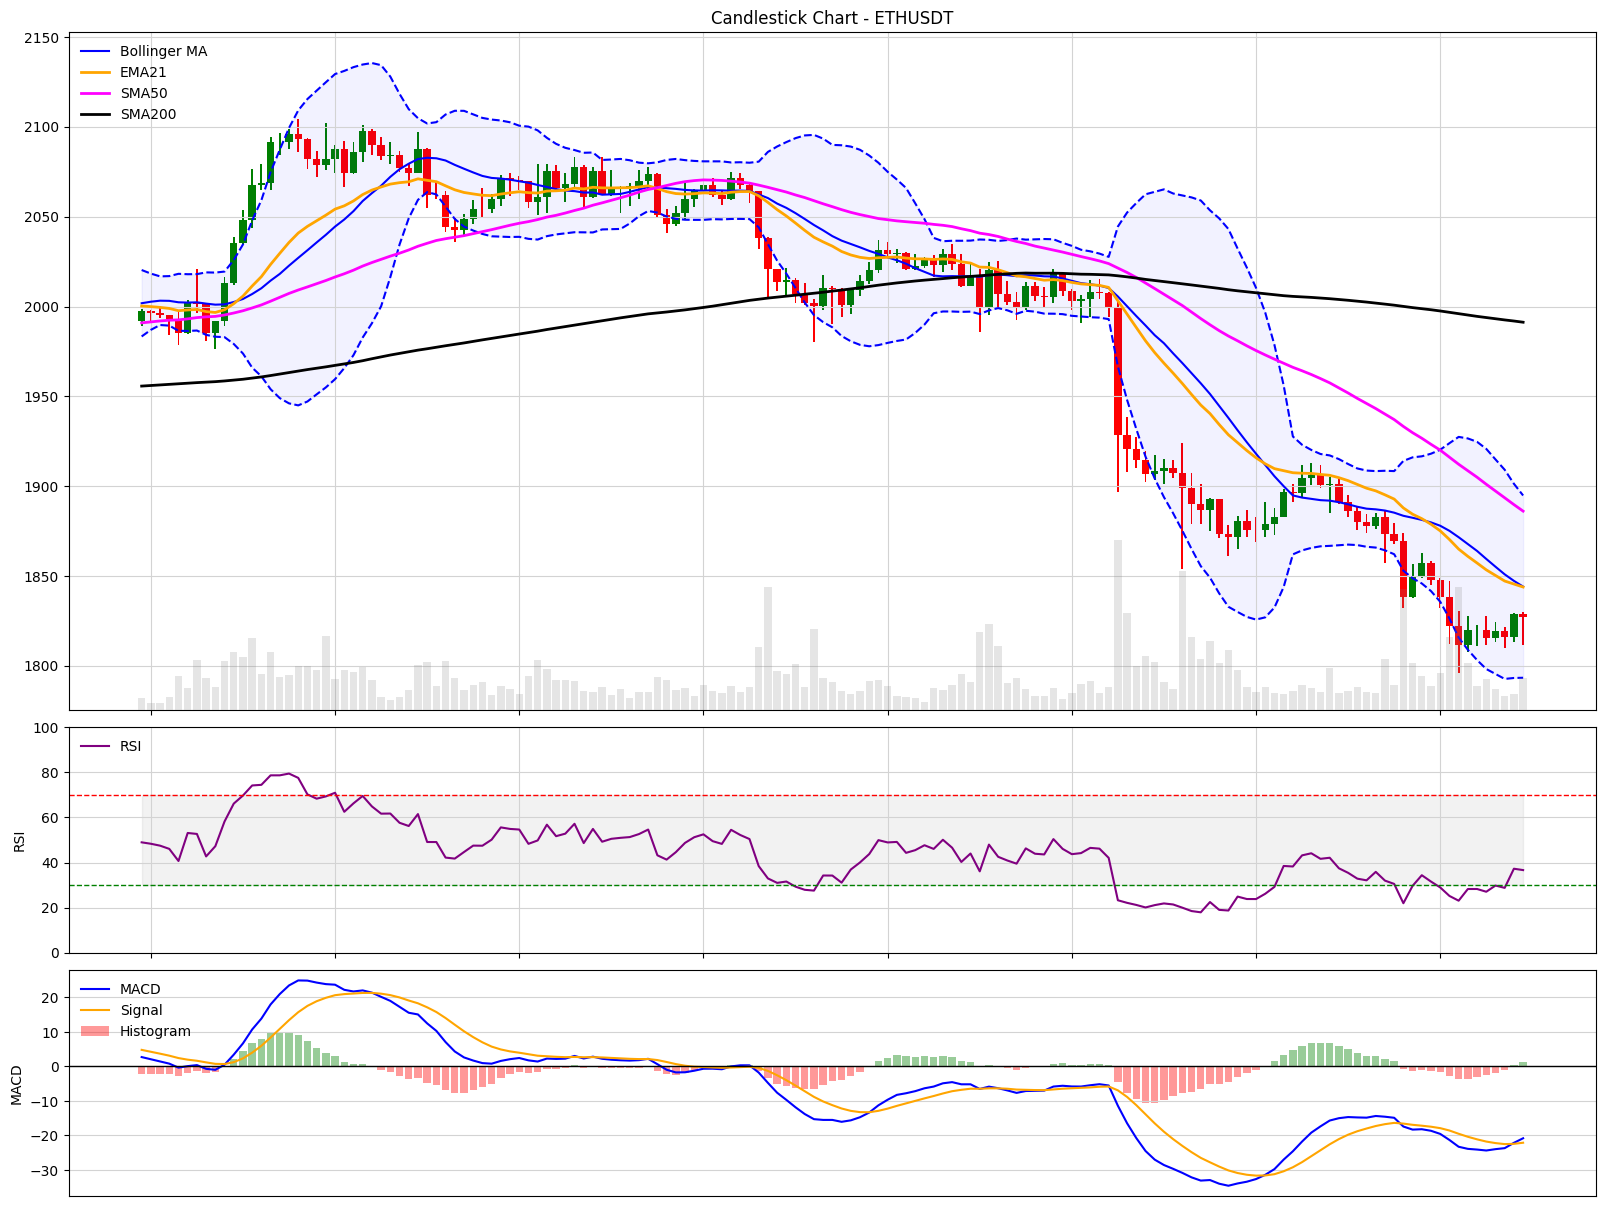 Candlestick Chart - ETHUSDT
2150
2100
2050
2000
1950
1900
1850
1800
Bollinger MA
EMA21
SMA50
SMA200
100
80
60
40
20
0
RSI
RSI
20
10
0
−10
−20
−30
MACD
MACD
Signal
Histogram